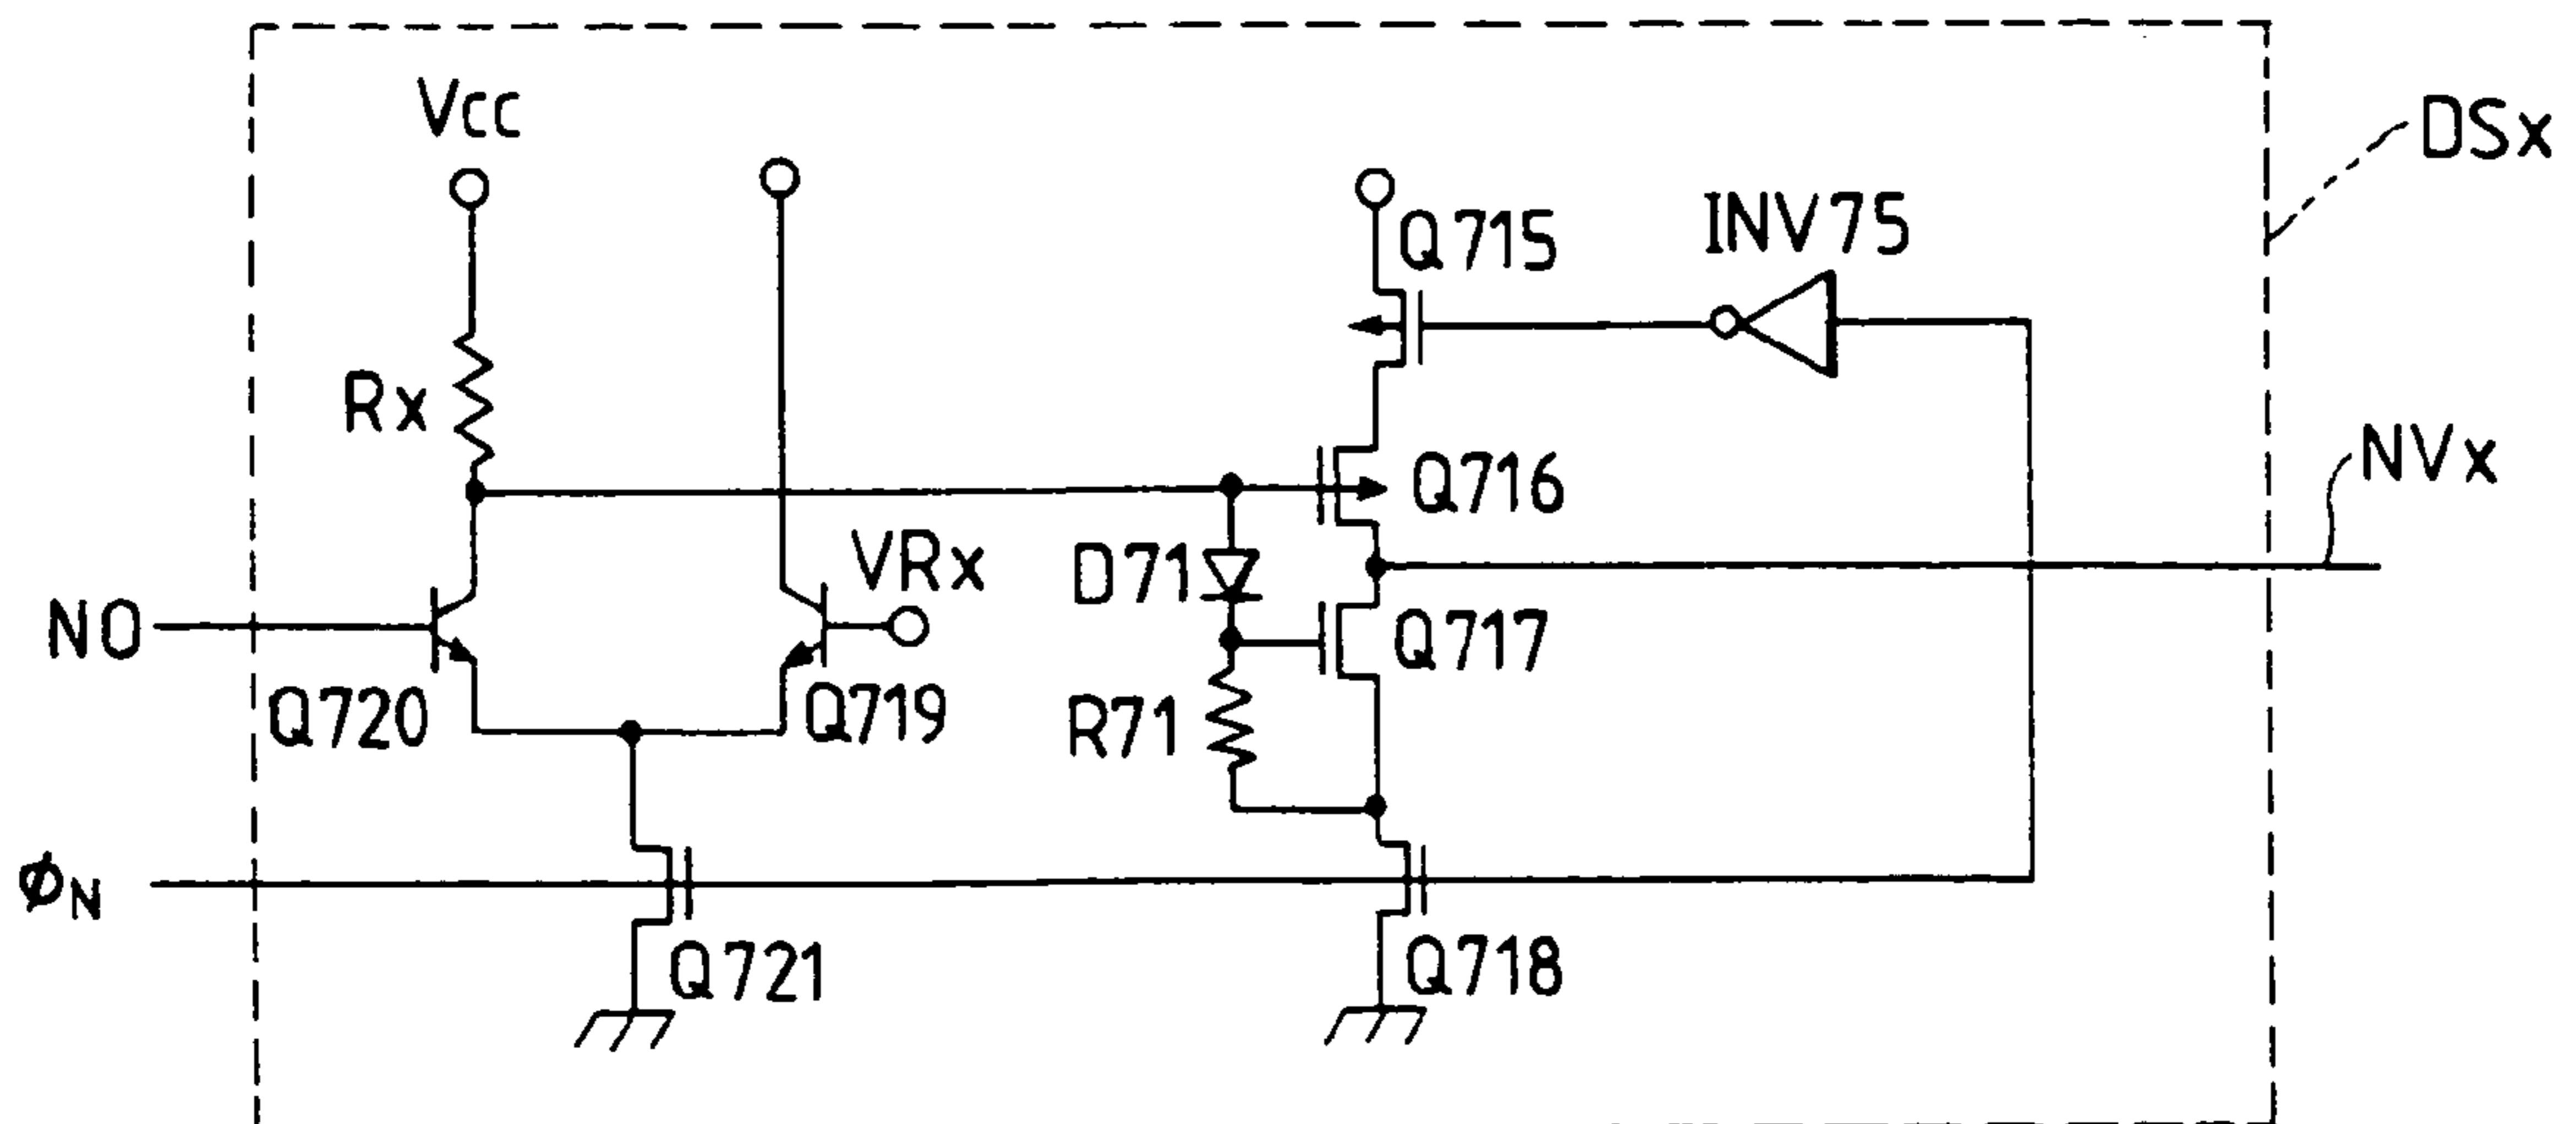 Vcc
DSx
Q715
INV75
Rx
NVx
Q716
VRx
D71
NO
Q717
Q720
Q719
R71
φN
Q721
Q718